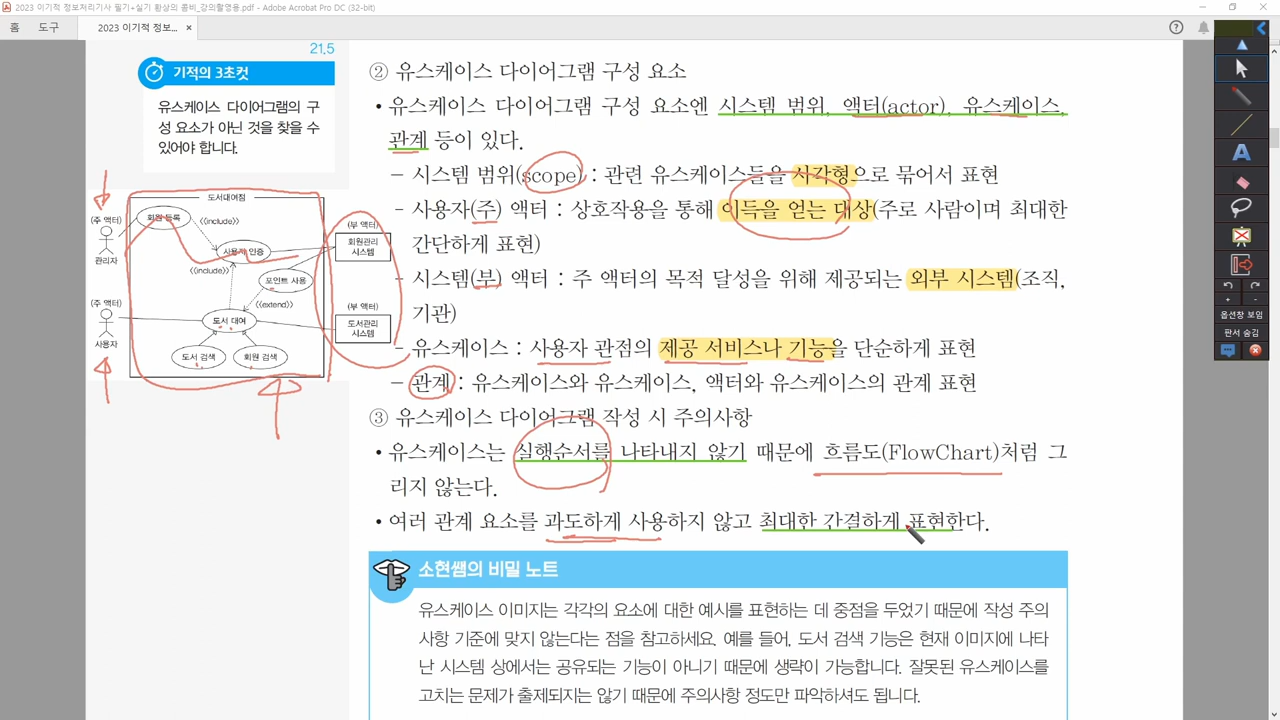 2023 이기적 정보처리기사 필기+실기 환상의 콤비_강의촬영용.pdf - Adobe Acrobat Pro DC (32-bit)
홈 도구 2023 이기적 정보... ×
21.5
기적의 3초컷
유스케이스 다이어그램의 구
성 요소가 아닌 것을 찾을 수
있어야 합니다.
도서대여점
(주 액터)
관리자
회원 등록
<<include>>
사용자 인증
<<include>>
포인트 사용
<<extend>>
(주 액터)
사용자
도서 대여
도서 검색
회원 검색
(부 액터)
회원관리
시스템
(부 액터)
도서관리
시스템
② 유스케이스 다이어그램 구성 요소
• 유스케이스 다이어그램 구성 요소엔 시스템 범위, 액터(actor), 유스케이스,
관계 등이 있다.
– 시스템 범위(scope) : 관련 유스케이스들을 사각형으로 묶어서 표현
– 사용자(주) 액터 : 상호작용을 통해 이득을 얻는 대상(주로 사람이며 최대한
간단하게 표현)
– 시스템(부) 액터 : 주 액터의 목적 달성을 위해 제공되는 외부 시스템(조직,
기관)
– 유스케이스 : 사용자 관점의 제공 서비스나 기능을 단순하게 표현
– 관계 : 유스케이스와 유스케이스, 액터와 유스케이스의 관계 표현
③ 유스케이스 다이어그램 작성 시 주의사항
• 유스케이스는 실행순서를 나타내지 않기 때문에 흐름도(FlowChart)처럼 그
리지 않는다.
• 여러 관계 요소를 과도하게 사용하지 않고 최대한 간결하게 표현한다.
소현쌤의 비밀 노트
유스케이스 이미지는 각각의 요소에 대한 예시를 표현하는 데 중점을 두었기 때문에 작성 주의
사항 기준에 맞지 않는다는 점을 참고하세요. 예를 들어, 도서 검색 기능은 현재 이미지에 나타
난 시스템 상에서는 공유되는 기능이 아니기 때문에 생략이 가능합니다. 잘못된 유스케이스를
고치는 문제가 출제되지는 않기 때문에 주의사항 정도만 파악하셔도 됩니다.
옵션창 보임
판서 숨김